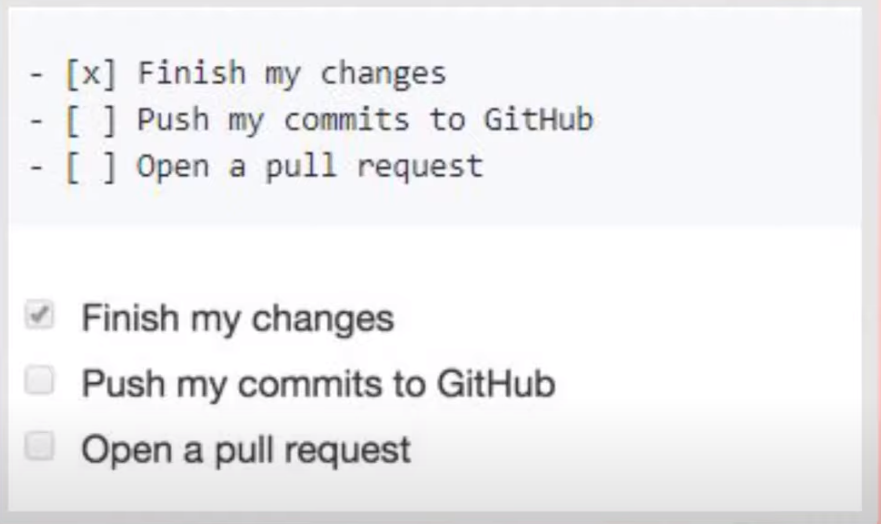 - [x] Finish my changes
- [ ] Push my commits to GitHub
- [ ] Open a pull request
Finish my changes
Push my commits to GitHub
Open a pull request